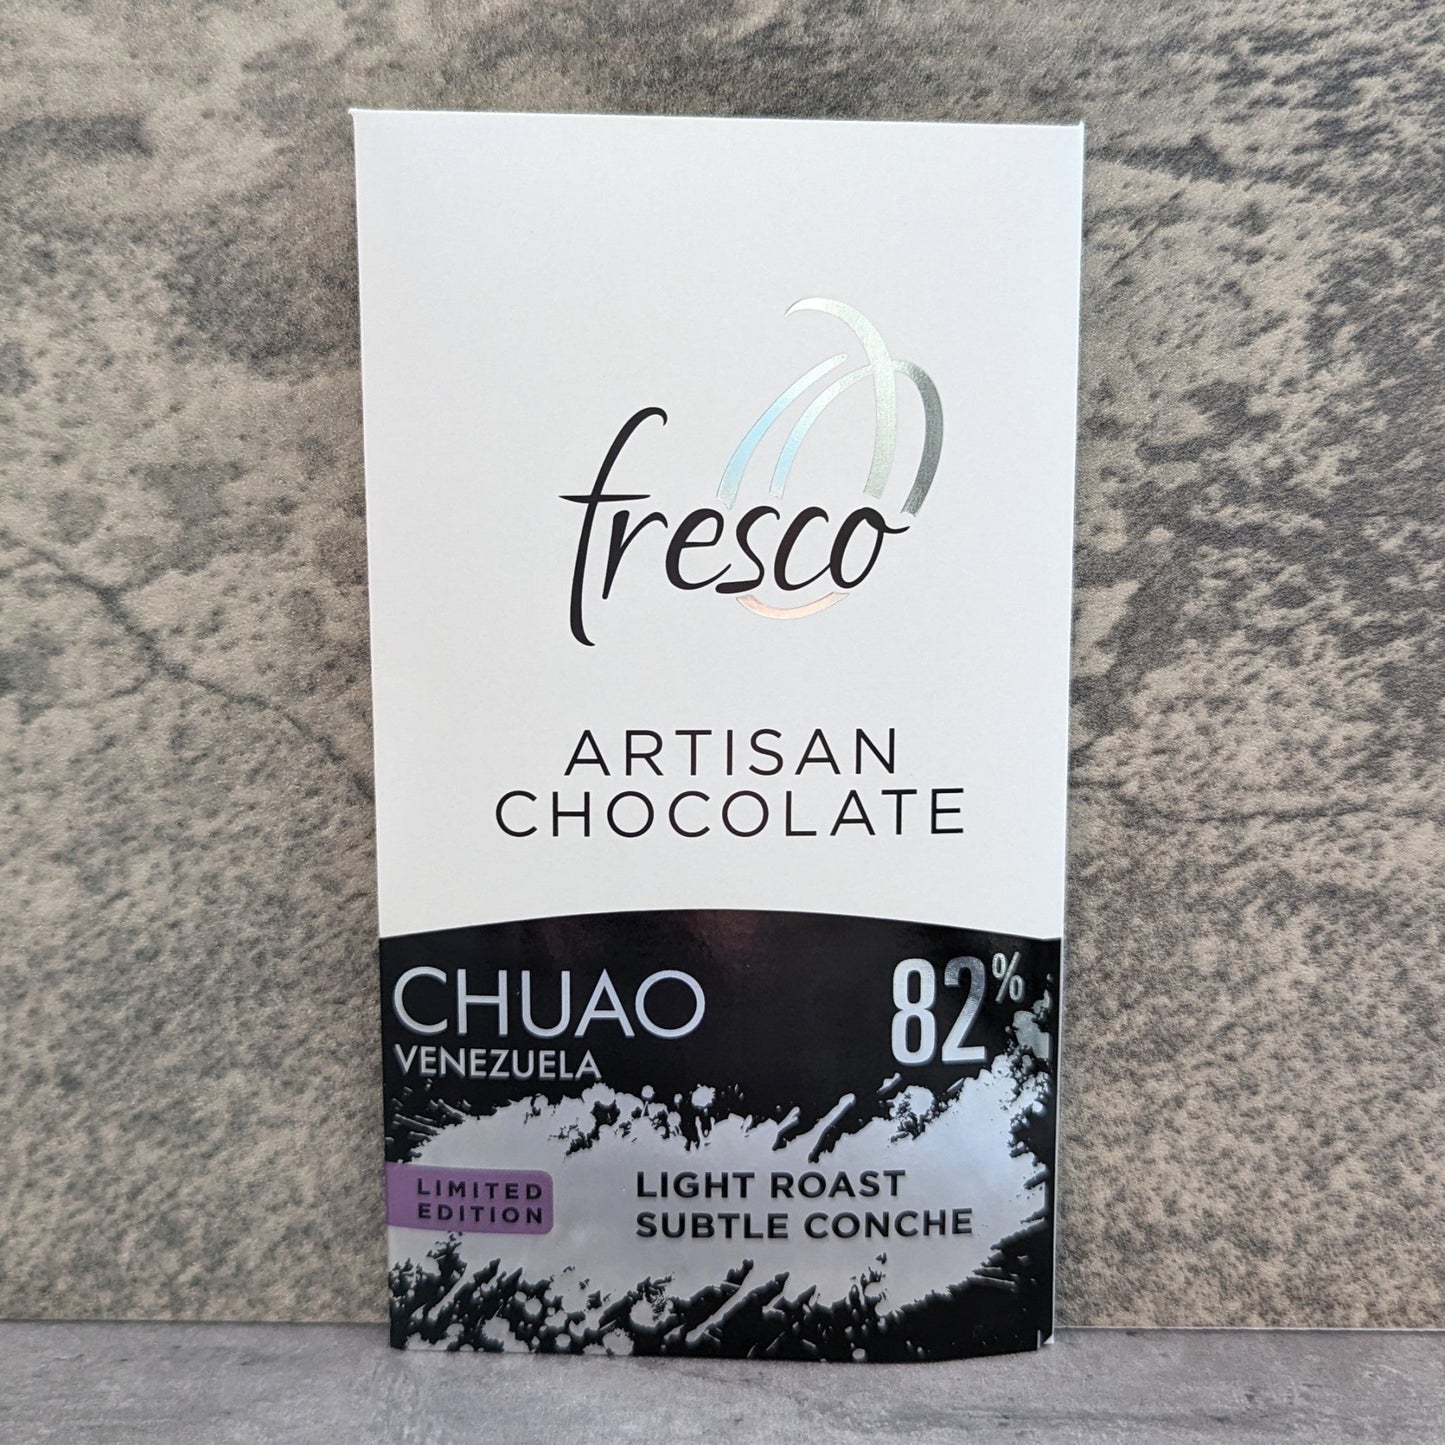 fresco
ARTISAN
CHOCOLATE
CHUAO
VENEZUELA
82%
LIMITED
EDITION
LIGHT ROAST
SUBTLE CONCHE